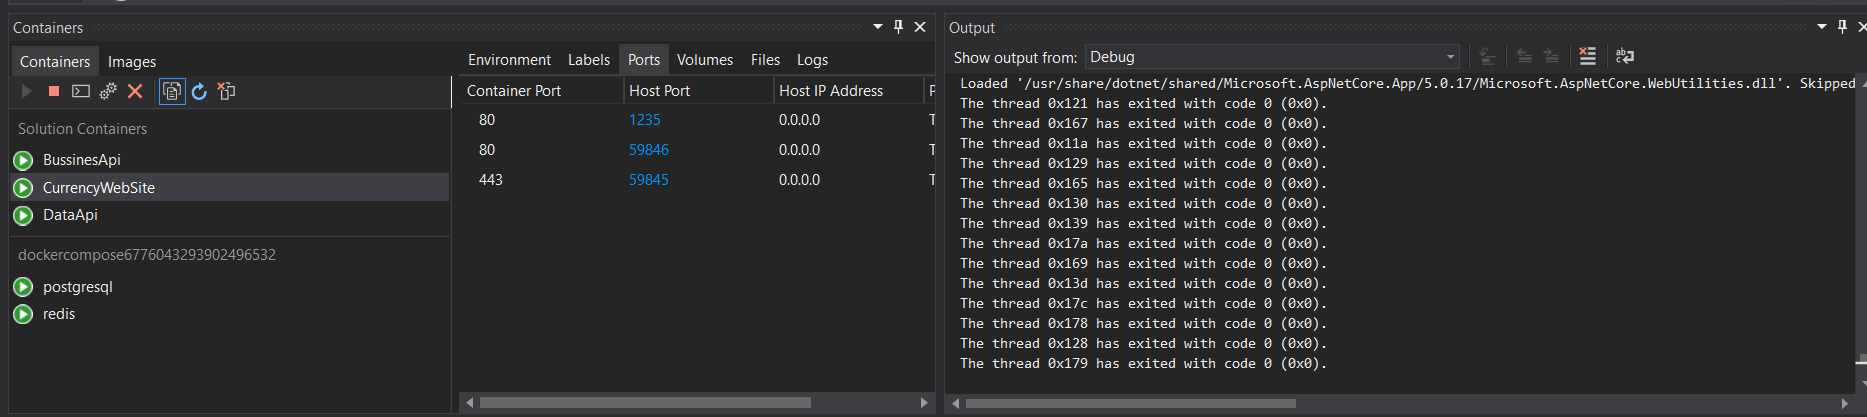 Containers
Containers Images
Solution Containers
BussinesApi
CurrencyWebSite
DataApi
dockercompose6776043293902496532
postgresql
redis
Environment Labels Ports Volumes Files Logs
Container Port Host Port Host IP Address P
80 1235 0.0.0.0 T
80 59846 0.0.0.0 T
443 59845 0.0.0.0 T
Output
Show output from: Debug
Loaded '/usr/share/dotnet/shared/Microsoft.AspNetCore.App/5.0.17/Microsoft.AspNetCore.WebUtilities.dll'. Skipped
The thread 0x121 has exited with code 0 (0x0).
The thread 0x167 has exited with code 0 (0x0).
The thread 0x11a has exited with code 0 (0x0).
The thread 0x129 has exited with code 0 (0x0).
The thread 0x165 has exited with code 0 (0x0).
The thread 0x130 has exited with code 0 (0x0).
The thread 0x139 has exited with code 0 (0x0).
The thread 0x17a has exited with code 0 (0x0).
The thread 0x169 has exited with code 0 (0x0).
The thread 0x13d has exited with code 0 (0x0).
The thread 0x17c has exited with code 0 (0x0).
The thread 0x178 has exited with code 0 (0x0).
The thread 0x128 has exited with code 0 (0x0).
The thread 0x179 has exited with code 0 (0x0).